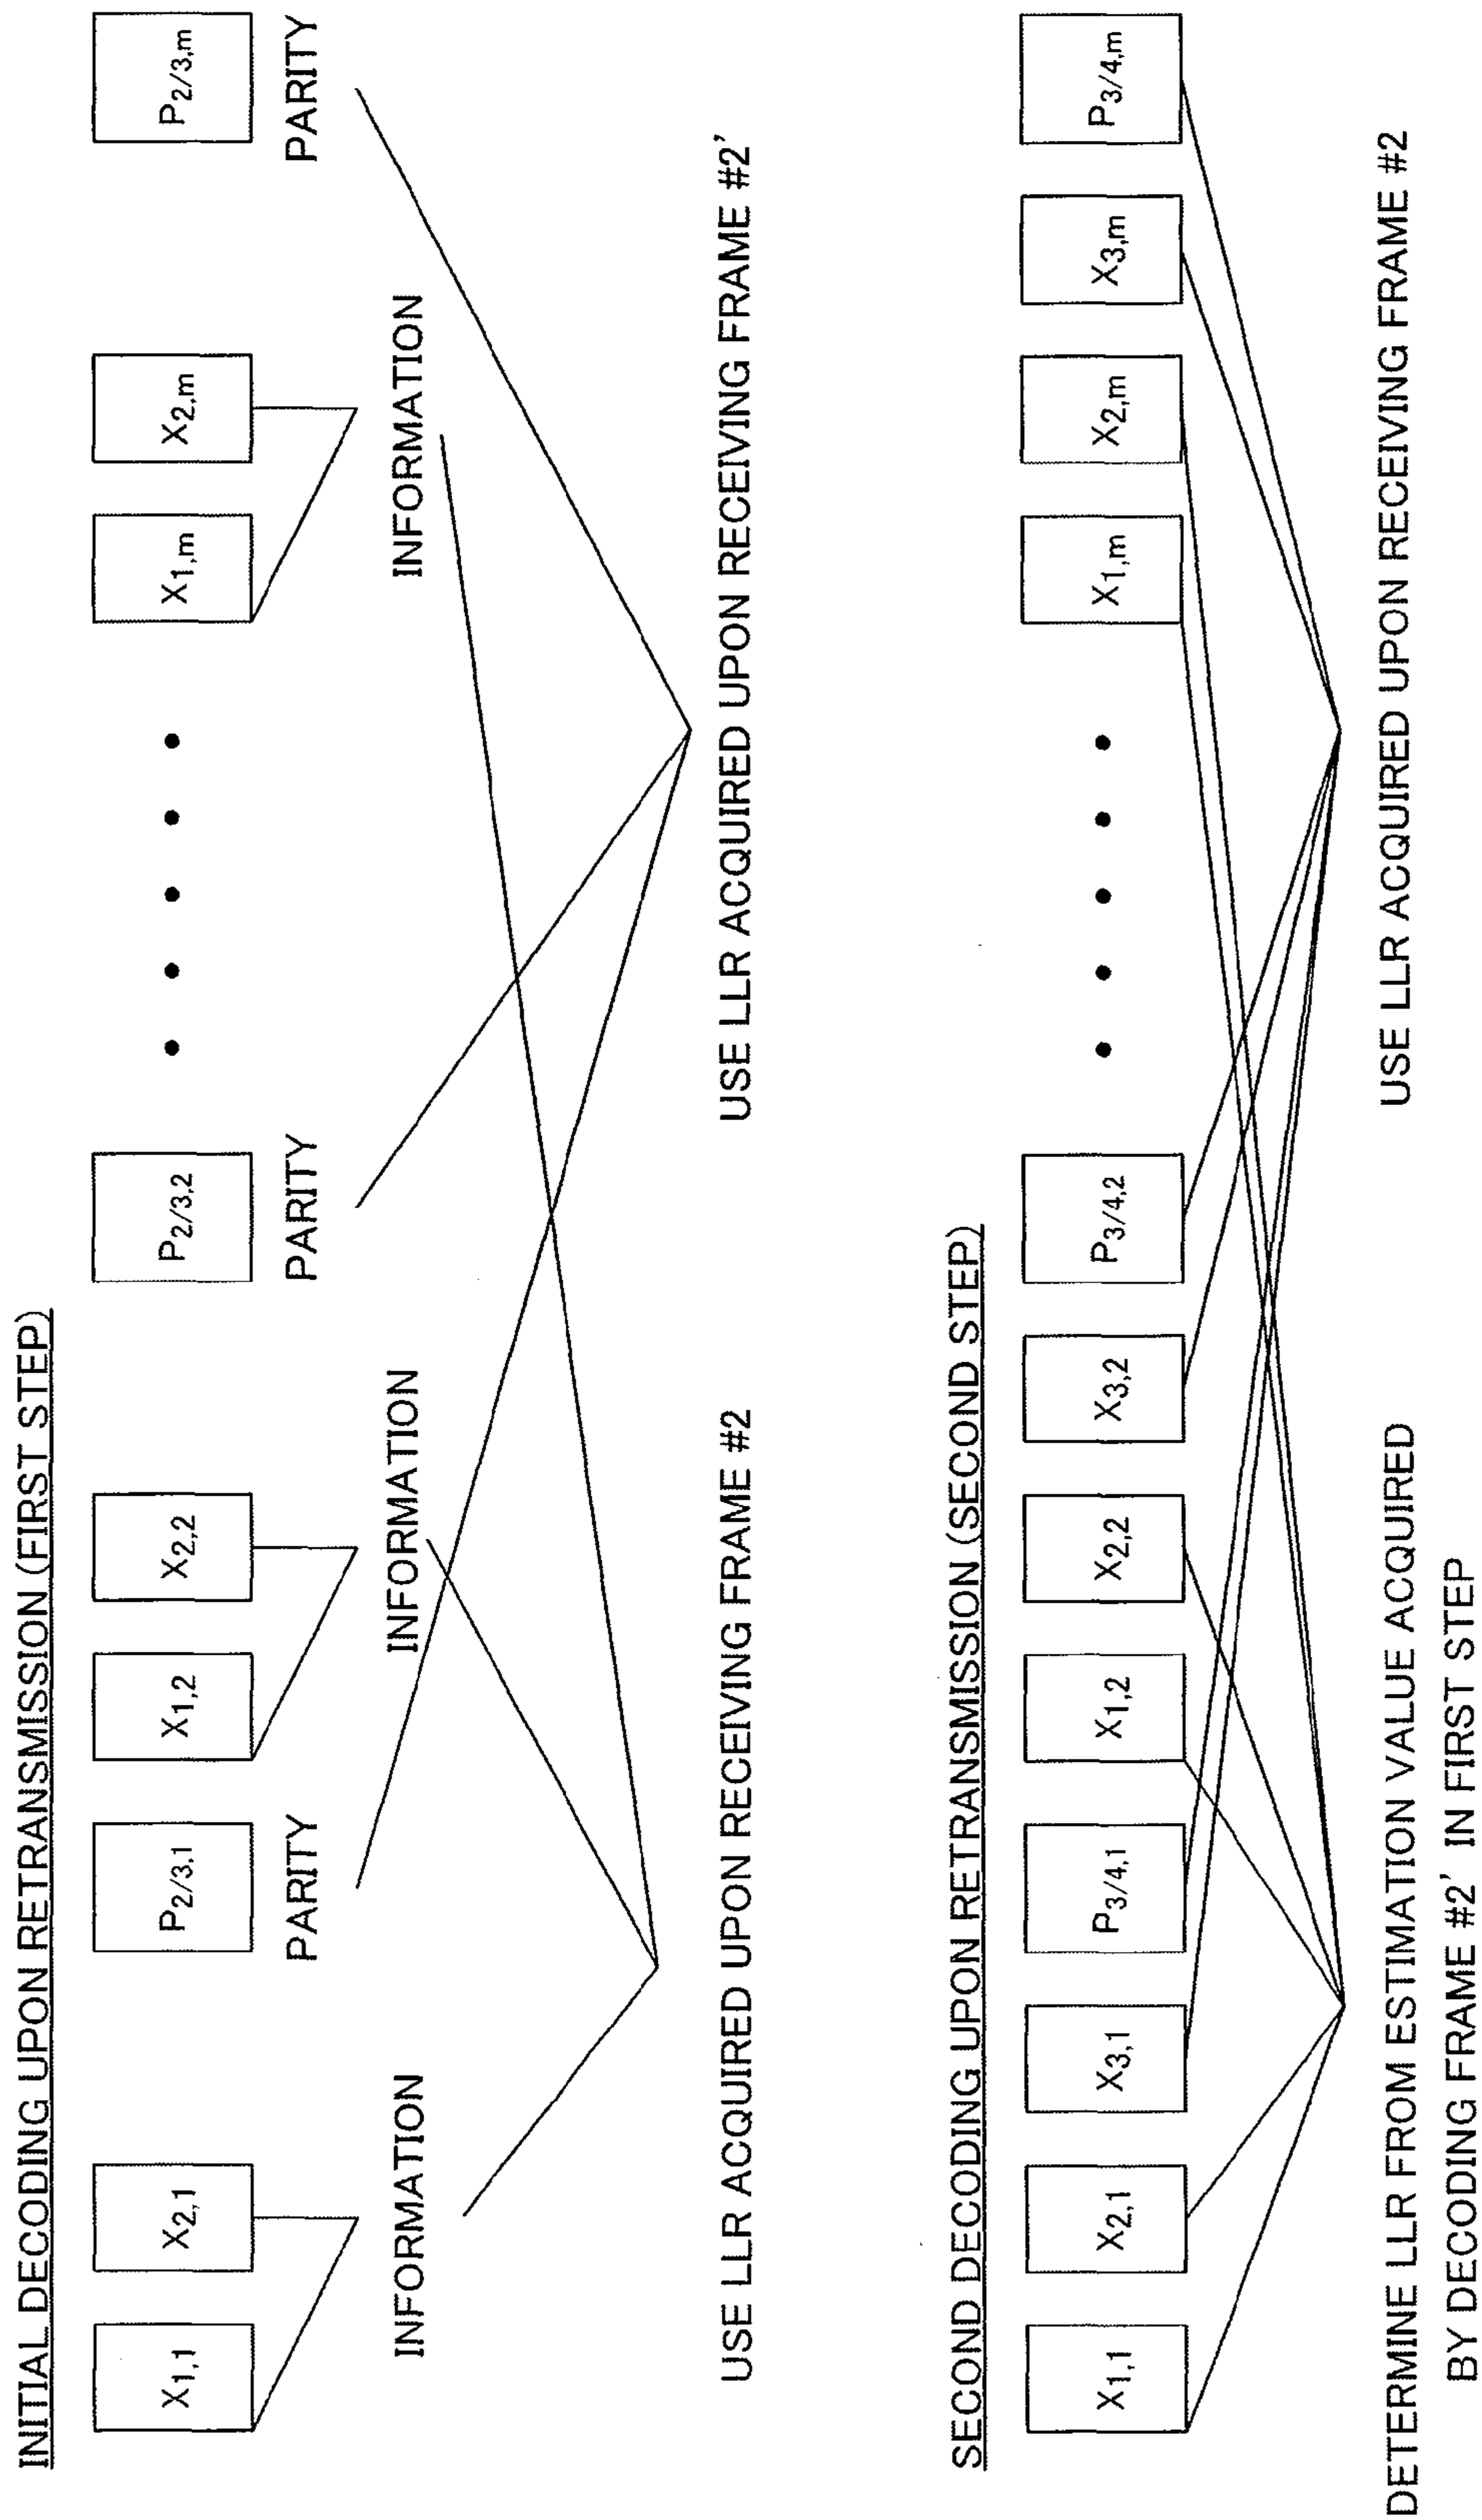 INITIAL DECODING UPON RETRANSMISSION (FIRST STEP)
X1,1 X2,1 P2/3,1 X1,2 X2,2 P2/3,2 X1,m X2,m P2/3,m
PARITY PARITY PARITY
INFORMATION INFORMATION INFORMATION
USE LLR ACQUIRED UPON RECEIVING FRAME #2 USE LLR ACQUIRED UPON RECEIVING FRAME #2'
SECOND DECODING UPON RETRANSMISSION (SECOND STEP)
X1,1 X2,1 X3,1 P3/4,1 X1,2 X2,2 X3,2 P3/4,2 X1,m X2,m X3,m P3/4,m
DETERMINE LLR FROM ESTIMATION VALUE ACQUIRED USE LLR ACQUIRED UPON RECEIVING FRAME #2
BY DECODING FRAME #2' IN FIRST STEP